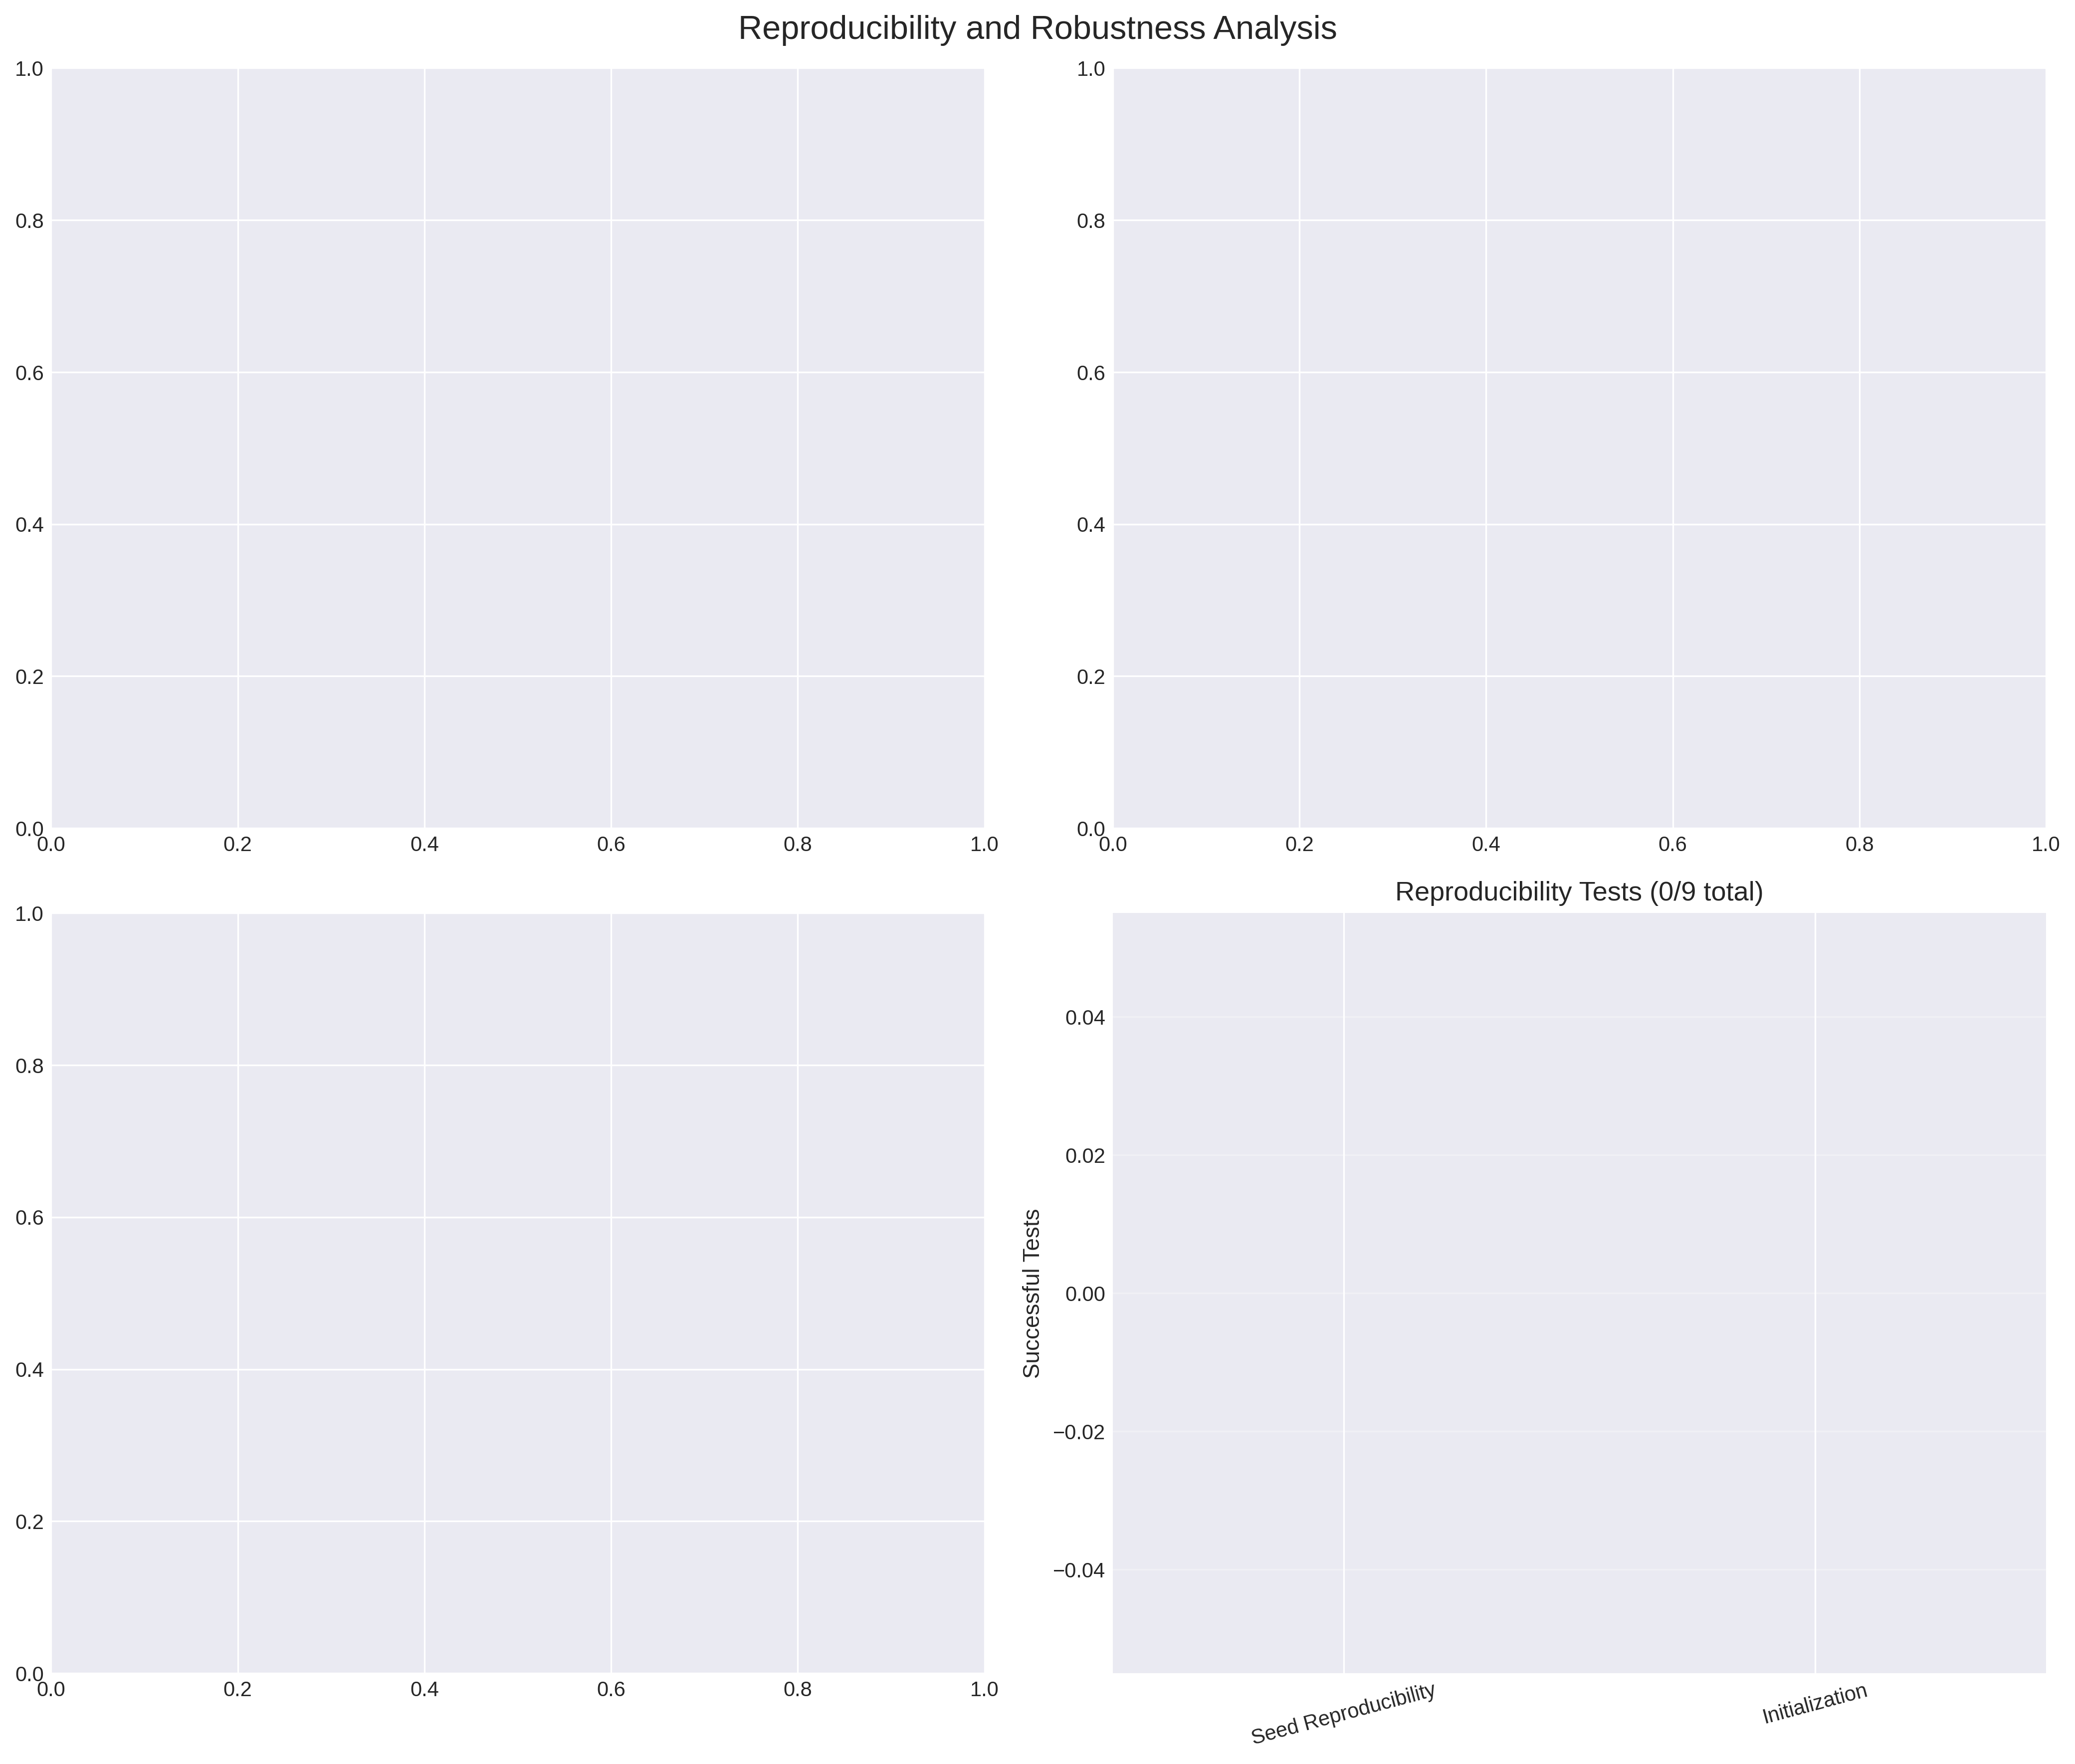 Reproducibility and Robustness Analysis
1.0
0.8
0.6
0.4
0.2
0.0
0.0 0.2 0.4 0.6 0.8 1.0
1.0
0.8
0.6
0.4
0.2
0.0
0.0 0.2 0.4 0.6 0.8 1.0
1.0
0.8
0.6
0.4
0.2
0.0
0.0 0.2 0.4 0.6 0.8 1.0
Reproducibility Tests (0/9 total)
Successful Tests
0.04
0.02
0.00
−0.02
−0.04
Seed Reproducibility
Initialization